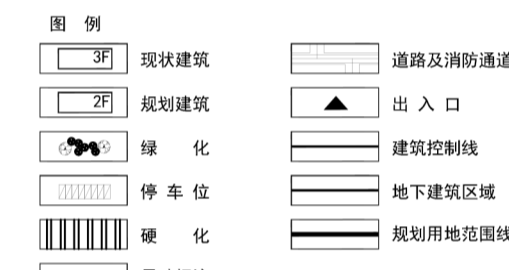 图 例
3F 现状建筑
道路及消防通道
2F 规划建筑
出 入 口
绿 化
建筑控制线
停 车 位
地下建筑区域
硬 化
规划用地范围线